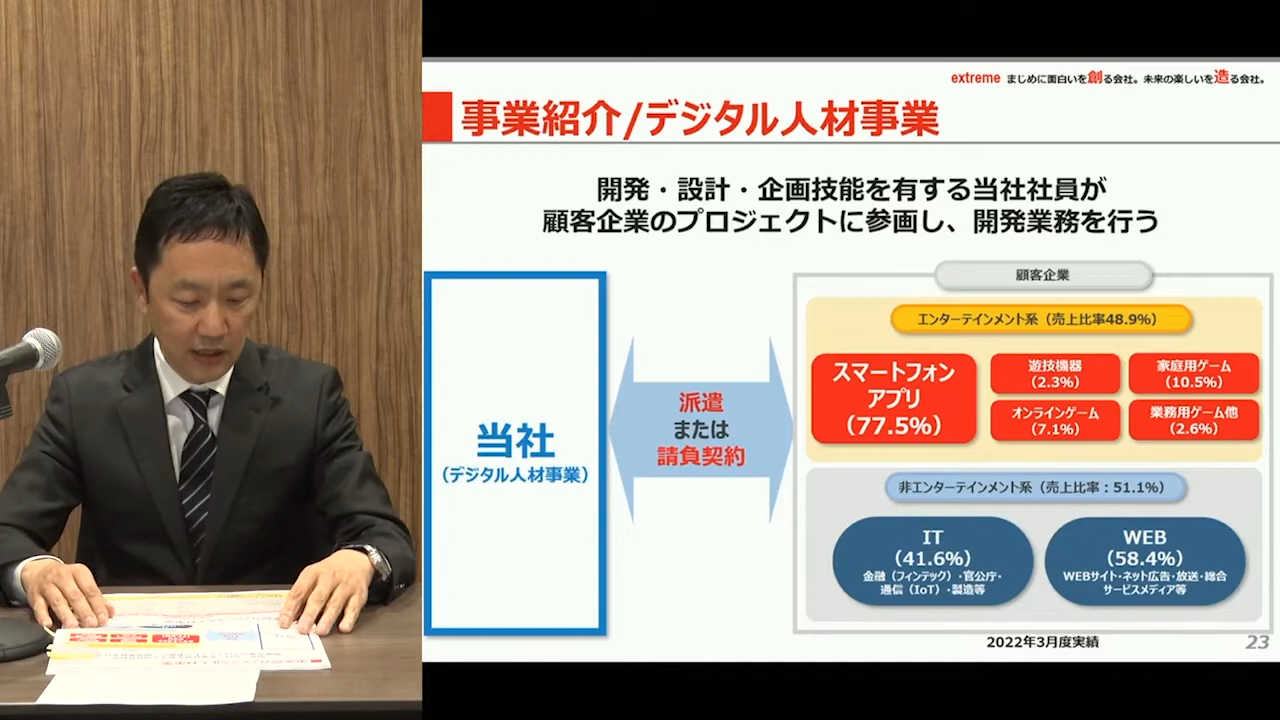 extreme まじめに面白いを創る会社。未来の楽しいを造る会社。
事業紹介/デジタル人材事業
開発・設計・企画技能を有する当社社員が
顧客企業のプロジェクトに参画し、開発業務を行う
当社
（デジタル人材事業）
派遣
または
請負契約
顧客企業
エンターテインメント系（売上比率48.9%）
スマートフォン
アプリ
（77.5%）
遊技機器
（2.3%）
家庭用ゲーム
（10.5%）
オンラインゲーム
（7.1%）
業務用ゲーム他
（2.6%）
非エンターテインメント系（売上比率：51.1%）
IT
（41.6%）
金融（フィンテック）・官公庁・
通信（IoT）・製造等
WEB
（58.4%）
WEBサイト・ネット広告・放送・総合
サービスメディア等
2022年3月度実績
23